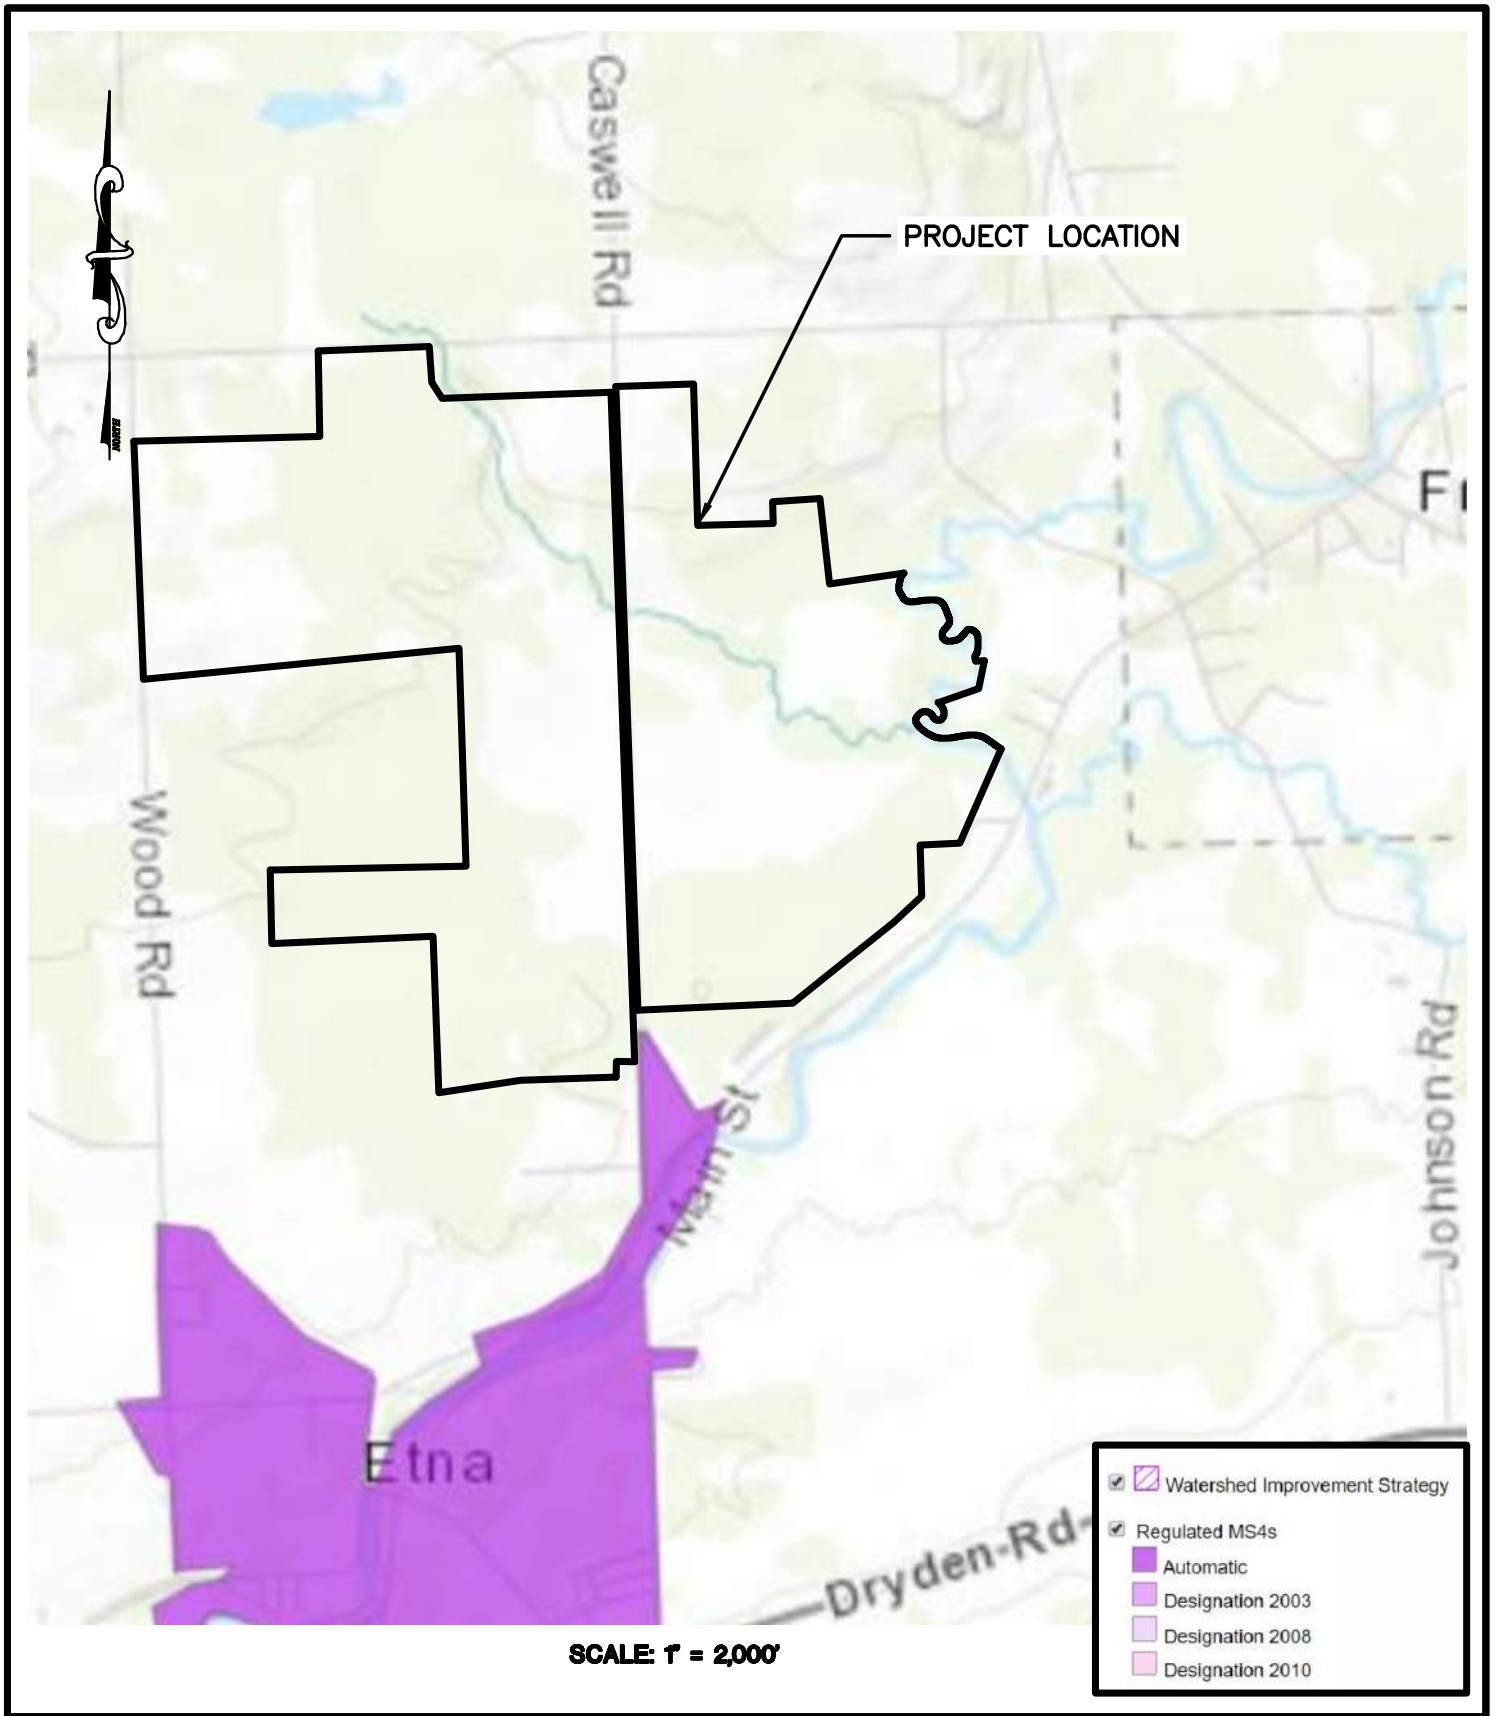 Caswell Rd
PROJECT LOCATION
NORTH
Wood Rd
Main St
Johnson Rd
Etna
Dryden-Rd-
Watershed Improvement Strategy
Regulated MS4s
Automatic
Designation 2003
Designation 2008
Designation 2010
SCALE: 1" = 2,000'